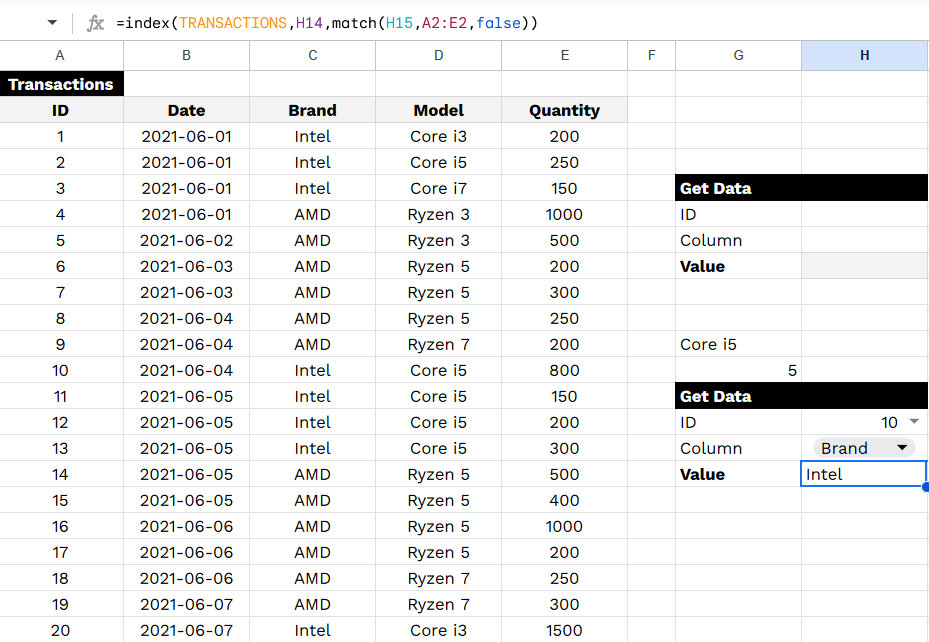 =index(TRANSACTIONS,H14,match(H15,A2:E2,false))
A B C D E F G H
Transactions
ID Date Brand Model Quantity
1 2021-06-01 Intel Core i3 200
2 2021-06-01 Intel Core i5 250
3 2021-06-01 Intel Core i7 150 Get Data
4 2021-06-01 AMD Ryzen 3 1000 ID
5 2021-06-02 AMD Ryzen 3 500 Column
6 2021-06-03 AMD Ryzen 5 200 Value
7 2021-06-03 AMD Ryzen 5 300
8 2021-06-04 AMD Ryzen 5 250
9 2021-06-04 AMD Ryzen 7 200 Core i5
10 2021-06-04 Intel Core i5 800 5
11 2021-06-05 Intel Core i5 150 Get Data
12 2021-06-05 Intel Core i5 200 ID 10
13 2021-06-05 Intel Core i5 300 Column Brand
14 2021-06-05 AMD Ryzen 5 500 Value Intel
15 2021-06-05 AMD Ryzen 5 400
16 2021-06-06 AMD Ryzen 5 1000
17 2021-06-06 AMD Ryzen 5 200
18 2021-06-06 AMD Ryzen 7 250
19 2021-06-07 AMD Ryzen 7 300
20 2021-06-07 Intel Core i3 1500